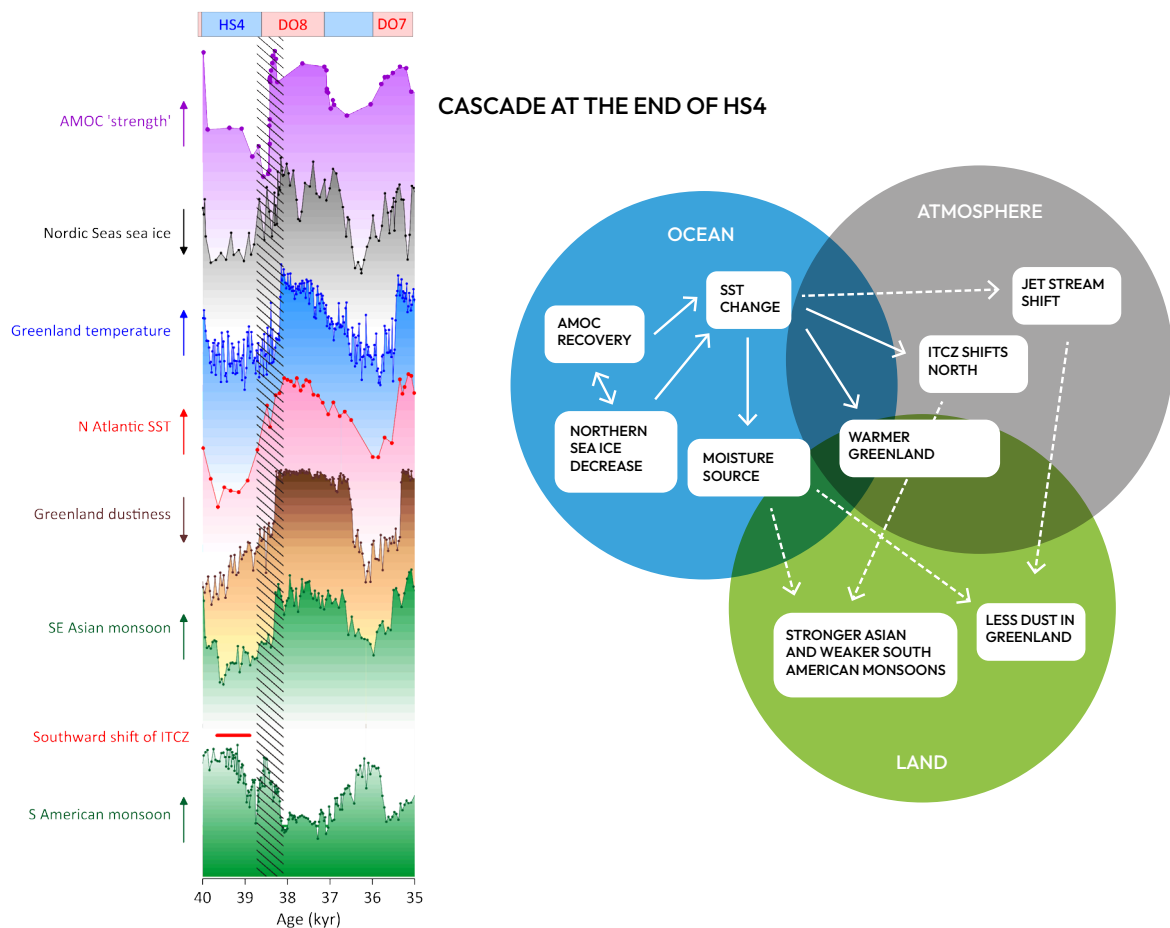 HS4
DO8
DO7
AMOC 'strength'
Nordic Seas sea ice
Greenland temperature
N Atlantic SST
Greenland dustiness
SE Asian monsoon
Southward shift of ITCZ
S American monsoon
40 39 38 37 36 35
Age (kyr)
CASCADE AT THE END OF HS4
OCEAN
ATMOSPHERE
LAND
AMOC
RECOVERY
SST
CHANGE
JET STREAM
SHIFT
ITCZ SHIFTS
NORTH
NORTHERN
SEA ICE
DECREASE
MOISTURE
SOURCE
WARMER
GREENLAND
STRONGER ASIAN
AND WEAKER SOUTH
AMERICAN MONSOONS
LESS DUST IN
GREENLAND